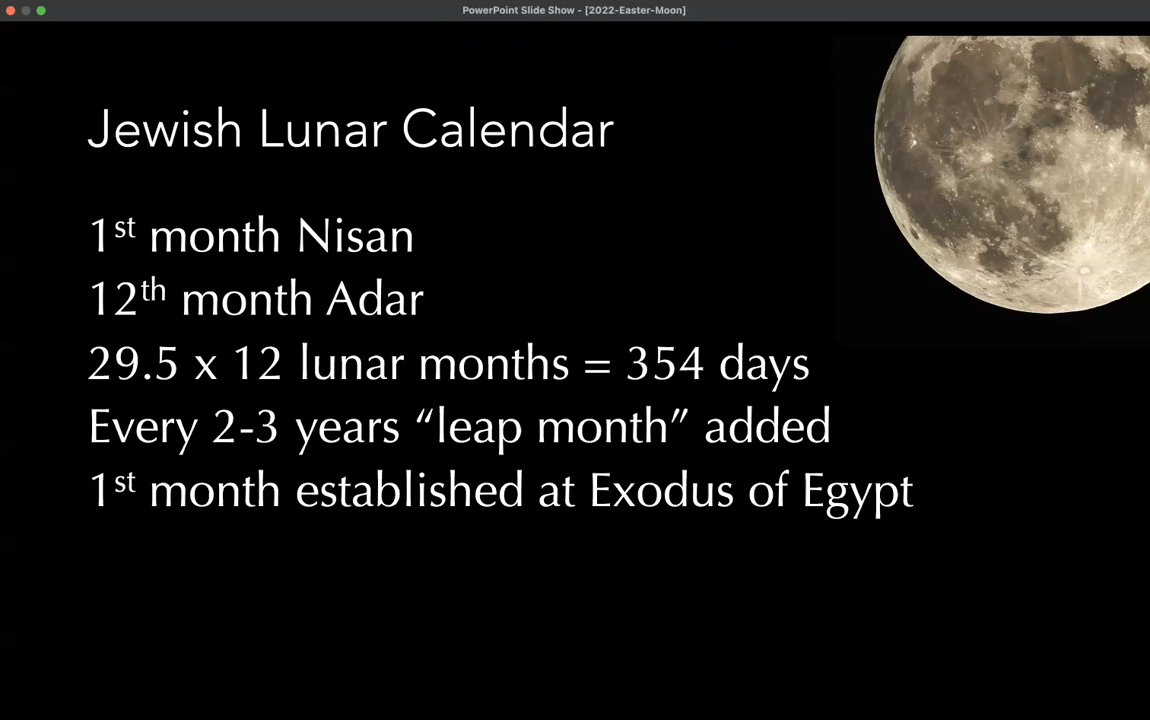 PowerPoint Slide Show - [2022-Easter-Moon]
Jewish Lunar Calendar
1st month Nisan
12th month Adar
29.5 x 12 lunar months = 354 days
Every 2-3 years “leap month” added
1st month established at Exodus of Egypt